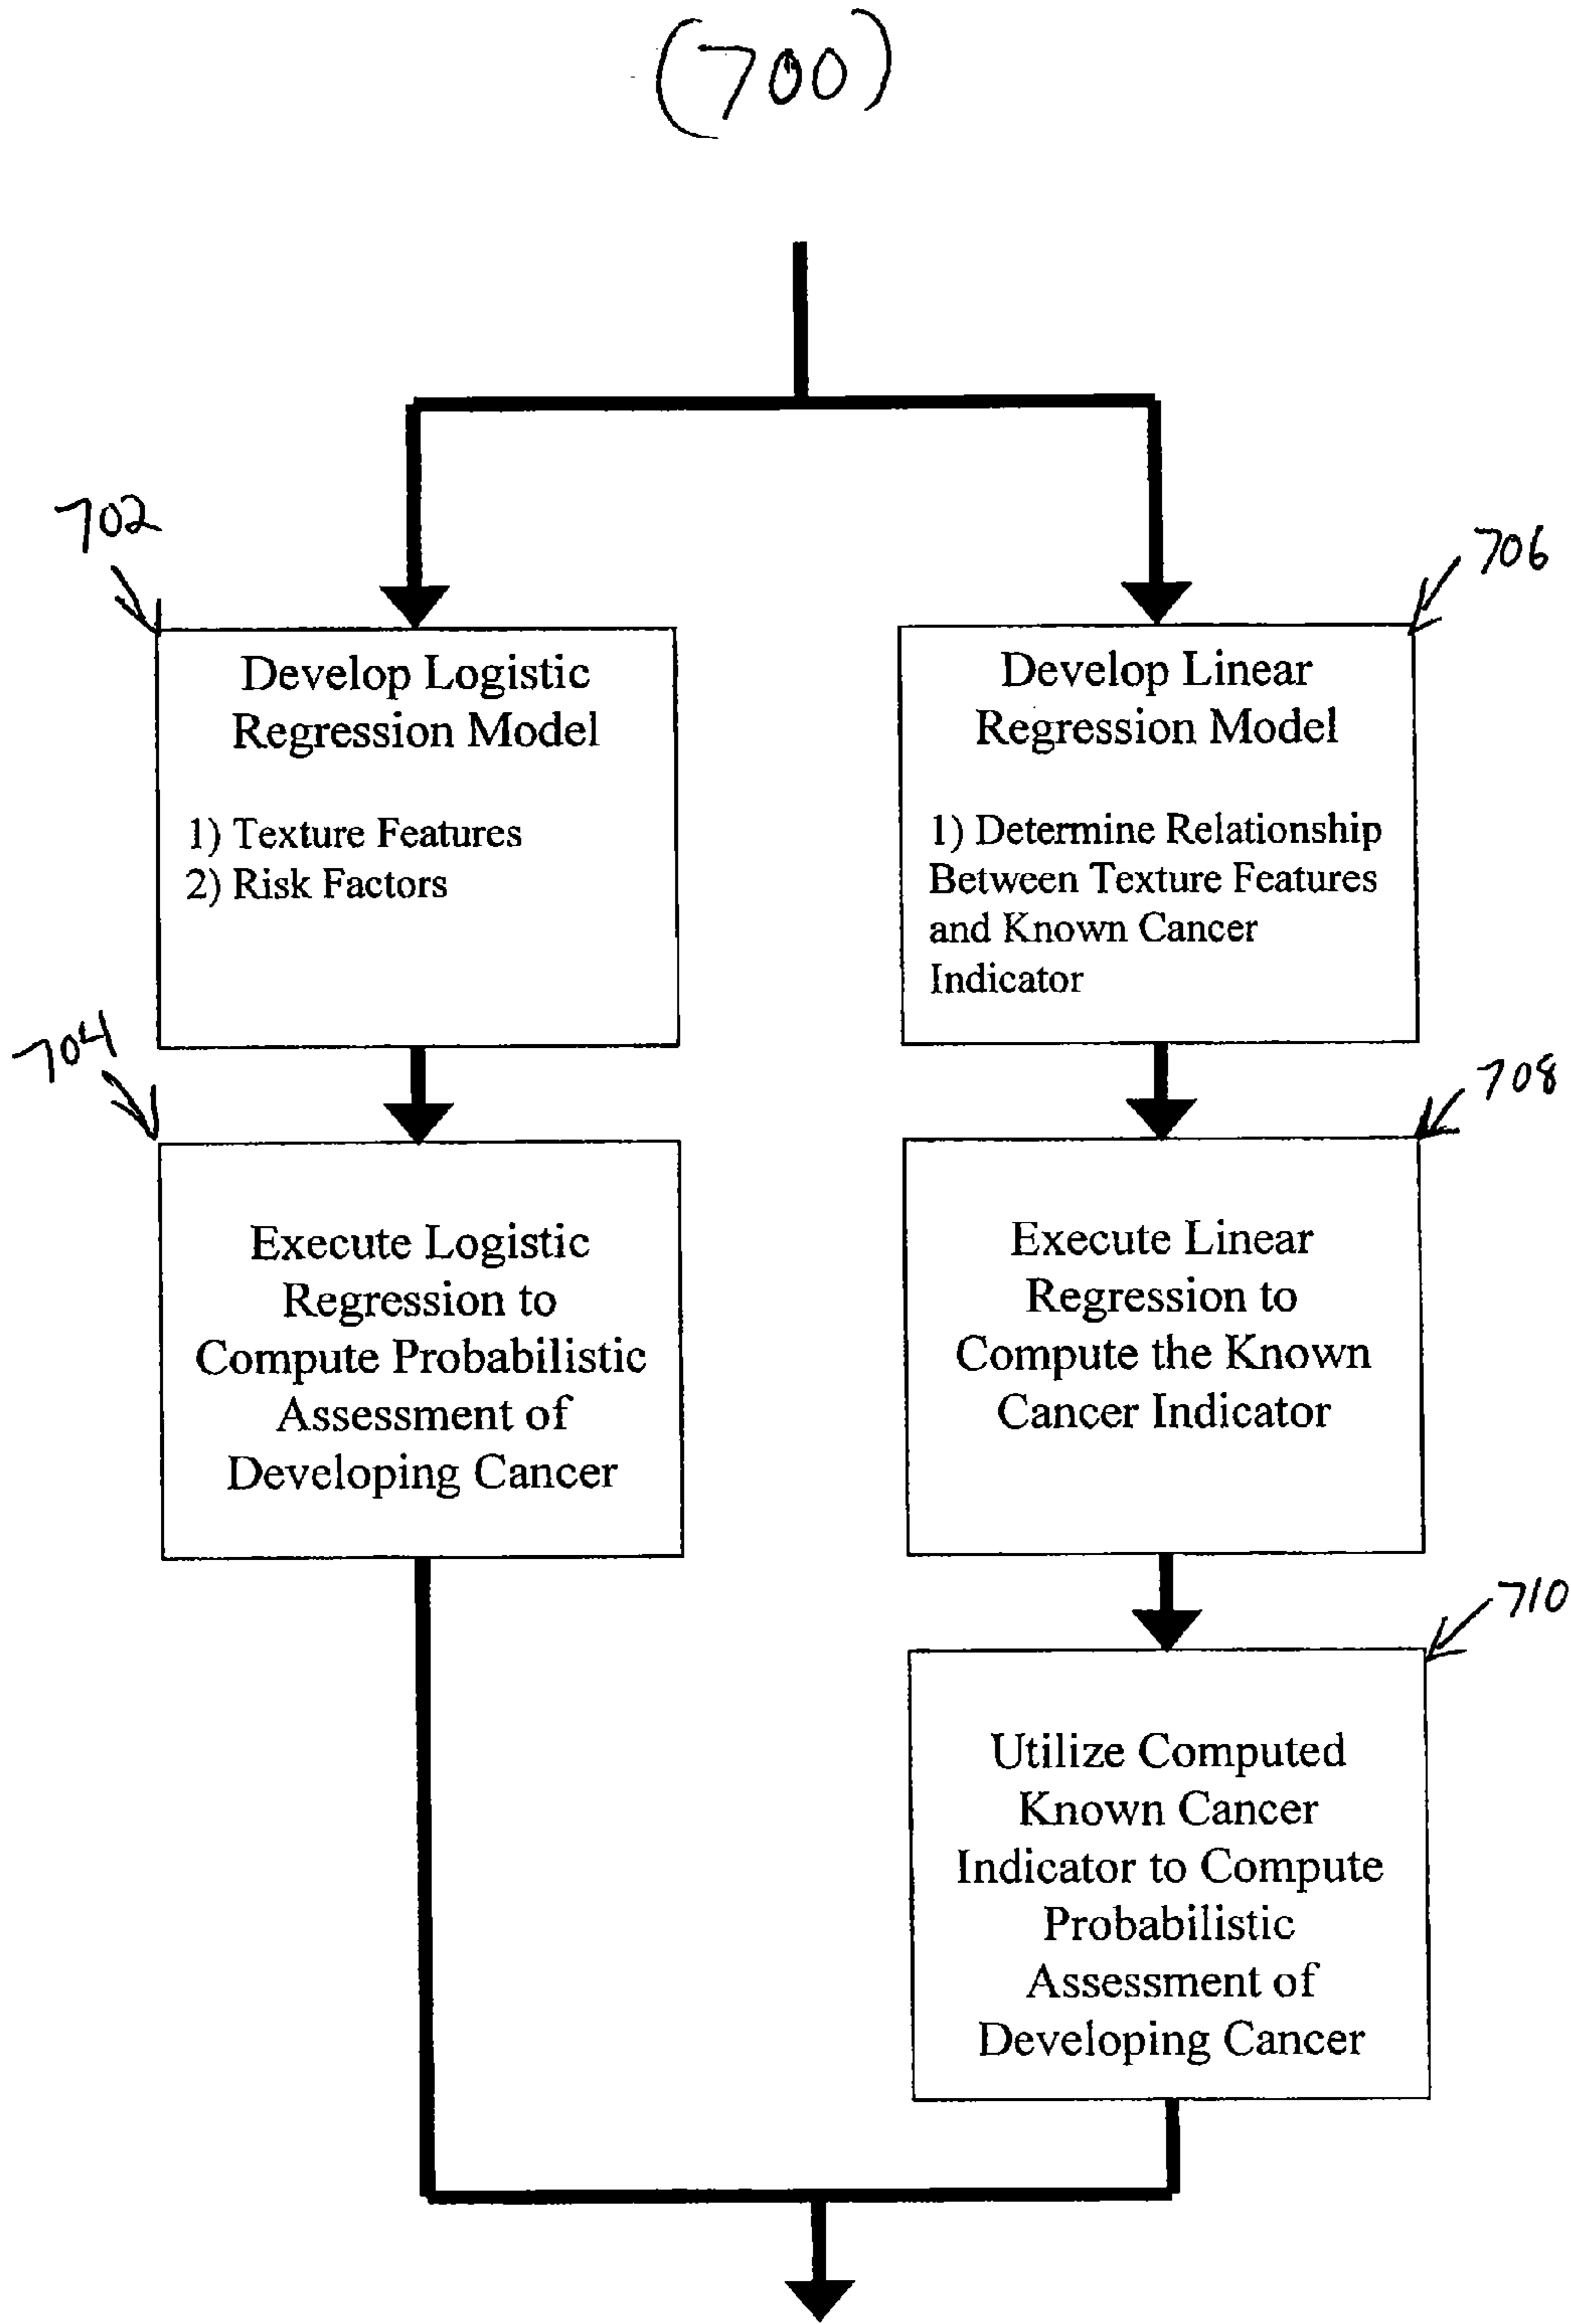 (700)
702
Develop Logistic
Regression Model
1) Texture Features
2) Risk Factors
706
Develop Linear
Regression Model
1) Determine Relationship
Between Texture Features
and Known Cancer
Indicator
704
Execute Logistic
Regression to
Compute Probabilistic
Assessment of
Developing Cancer
708
Execute Linear
Regression to
Compute the Known
Cancer Indicator
710
Utilize Computed
Known Cancer
Indicator to Compute
Probabilistic
Assessment of
Developing Cancer